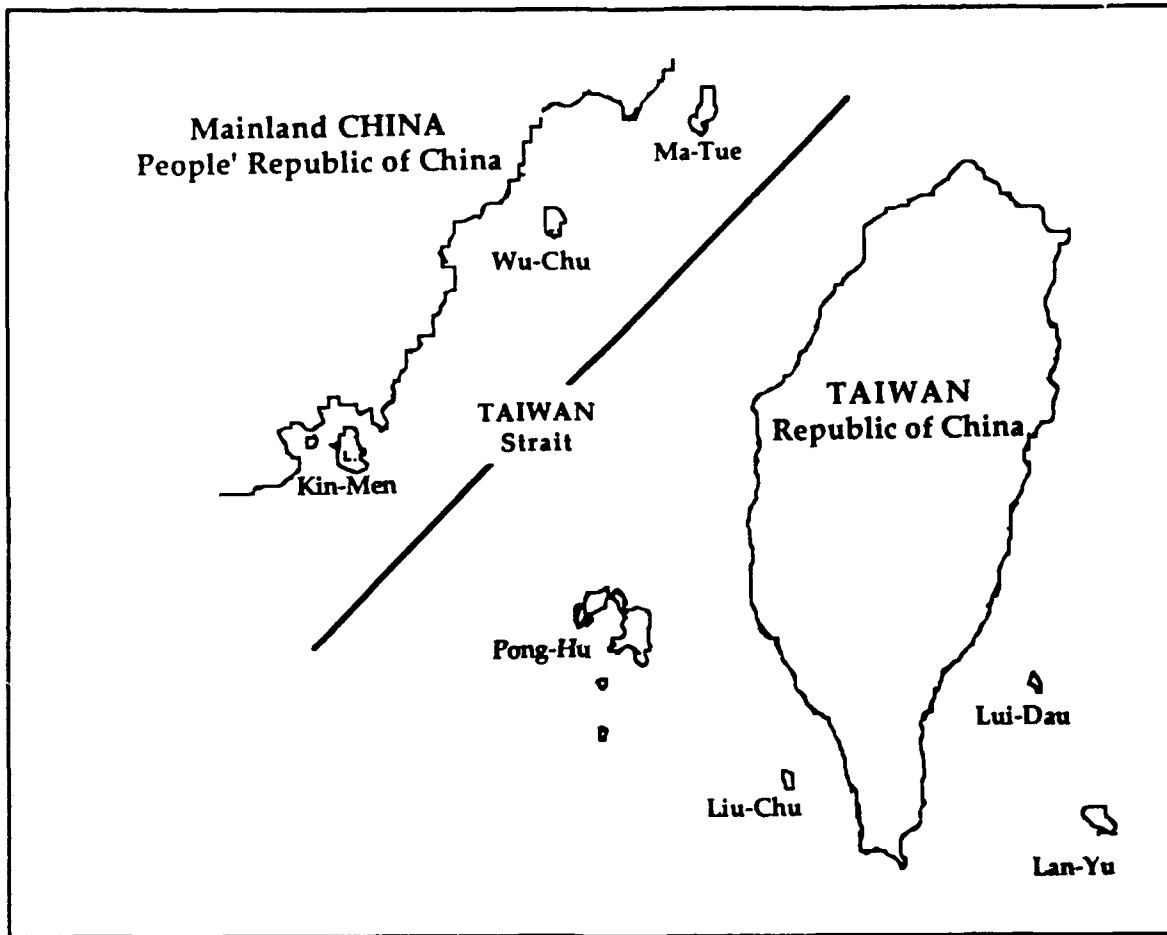 Mainland CHINA
People' Republic of China
Ma-Tue
Wu-Chu
TAIWAN
Strait
TAIWAN
Republic of China
Kin-Men
Pong-Hu
Lui-Dau
Liu-Chu
Lan-Yu